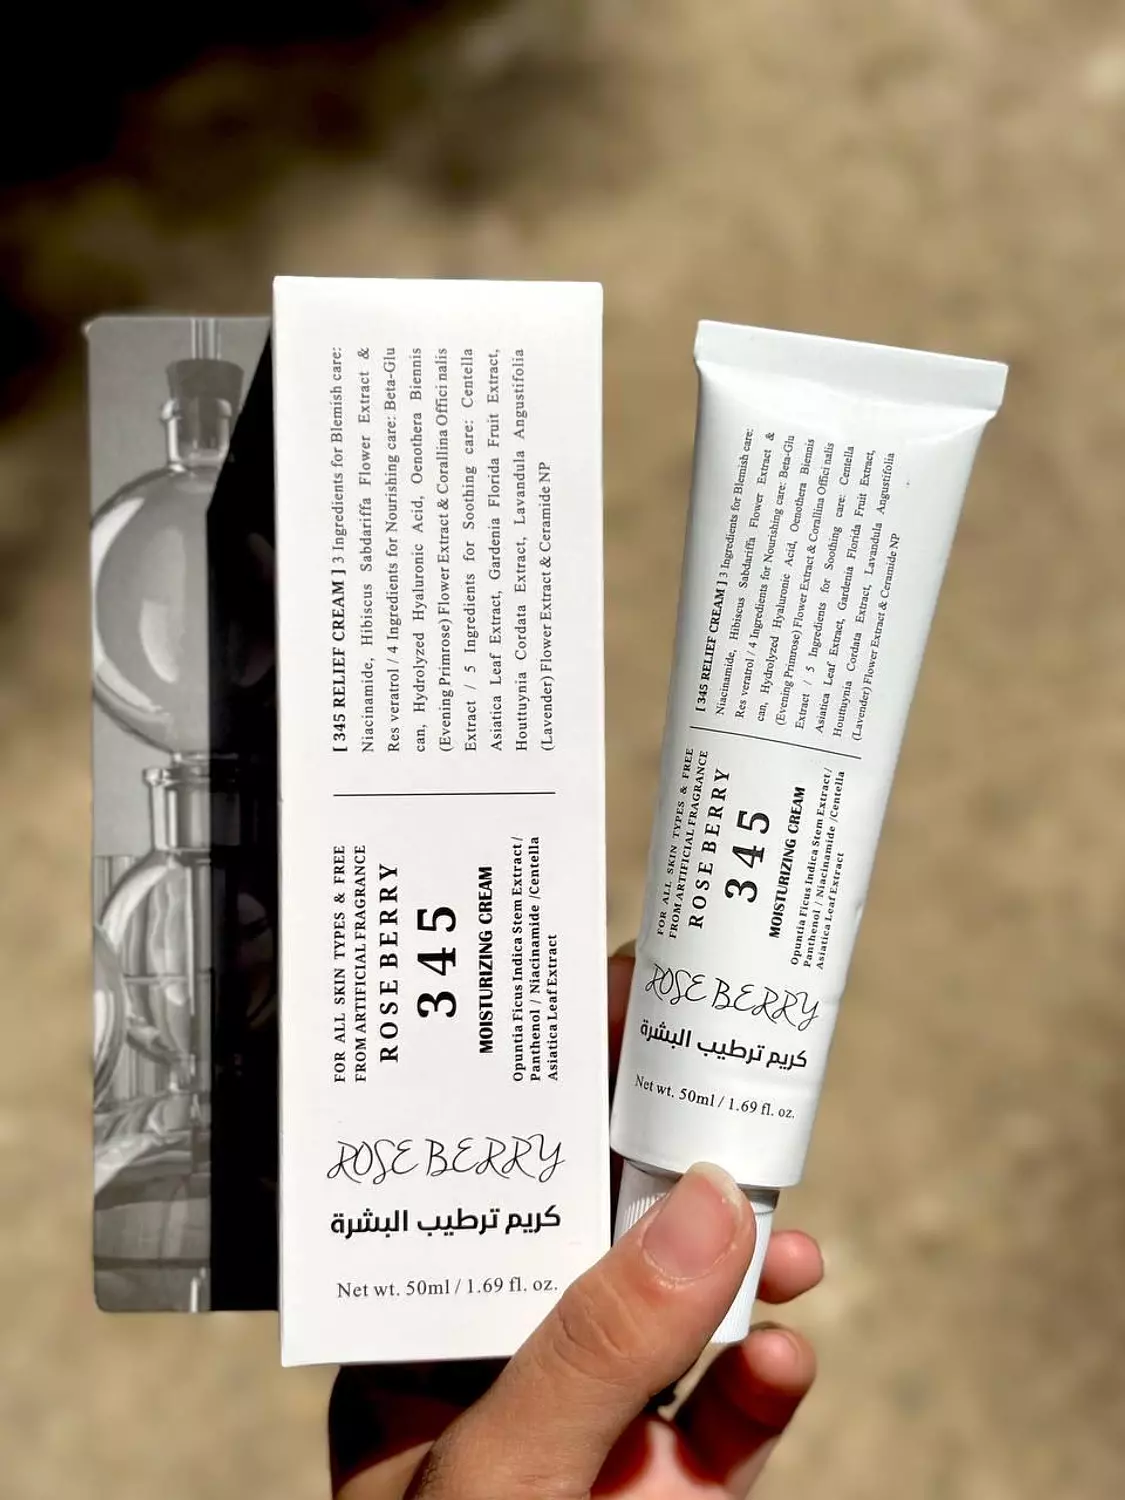 [ 345 RELIEF CREAM ] 3 Ingredients for Blemish care:
Niacinamide, Hibiscus Sabdariffa Flower Extract &
Res veratrol / 4 Ingredients for Nourishing care: Beta-Glu
can, Hydrolyzed Hyaluronic Acid, Oenothera Biennis
(Evening Primrose) Flower Extract & Corallina Offici nalis
Extract / 5 Ingredients for Soothing care: Centella
Asiatica Leaf Extract, Gardenia Florida Fruit Extract,
Houttuynia Cordata Extract, Lavandula Angustifolia
(Lavender) Flower Extract & Ceramide NP
FOR ALL SKIN TYPES & FREE
FROM ARTIFICIAL FRAGRANCE
ROSE BERRY
345
MOISTURIZING CREAM
Opuntia Ficus Indica Stem Extract/
Panthenol / Niacinamide /Centella
Asiatica Leaf Extract
ROSE BERRY
كريم ترطيب البشرة
Net wt. 50ml / 1.69 fl. oz.
[ 345 RELIEF CREAM ] 3 Ingredients for Blemish care:
Niacinamide, Hibiscus Sabdariffa Flower Extract &
Res veratrol / 4 Ingredients for Nourishing care: Beta-Glu
can, Hydrolyzed Hyaluronic Acid, Oenothera Biennis
(Evening Primrose) Flower Extract & Corallina Offici nalis
Extract / 5 Ingredients for Soothing care: Centella
Asiatica Leaf Extract, Gardenia Florida Fruit Extract,
Houttuynia Cordata Extract, Lavandula Angustifolia
(Lavender) Flower Extract & Ceramide NP
FOR ALL SKIN TYPES & FREE
FROM ARTIFICIAL FRAGRANCE
ROSE BERRY
345
MOISTURIZING CREAM
Opuntia Ficus Indica Stem Extract/
Panthenol / Niacinamide /Centella
Asiatica Leaf Extract
ROSE BERRY
كريم ترطيب البشرة
Net wt. 50ml / 1.69 fl. oz.